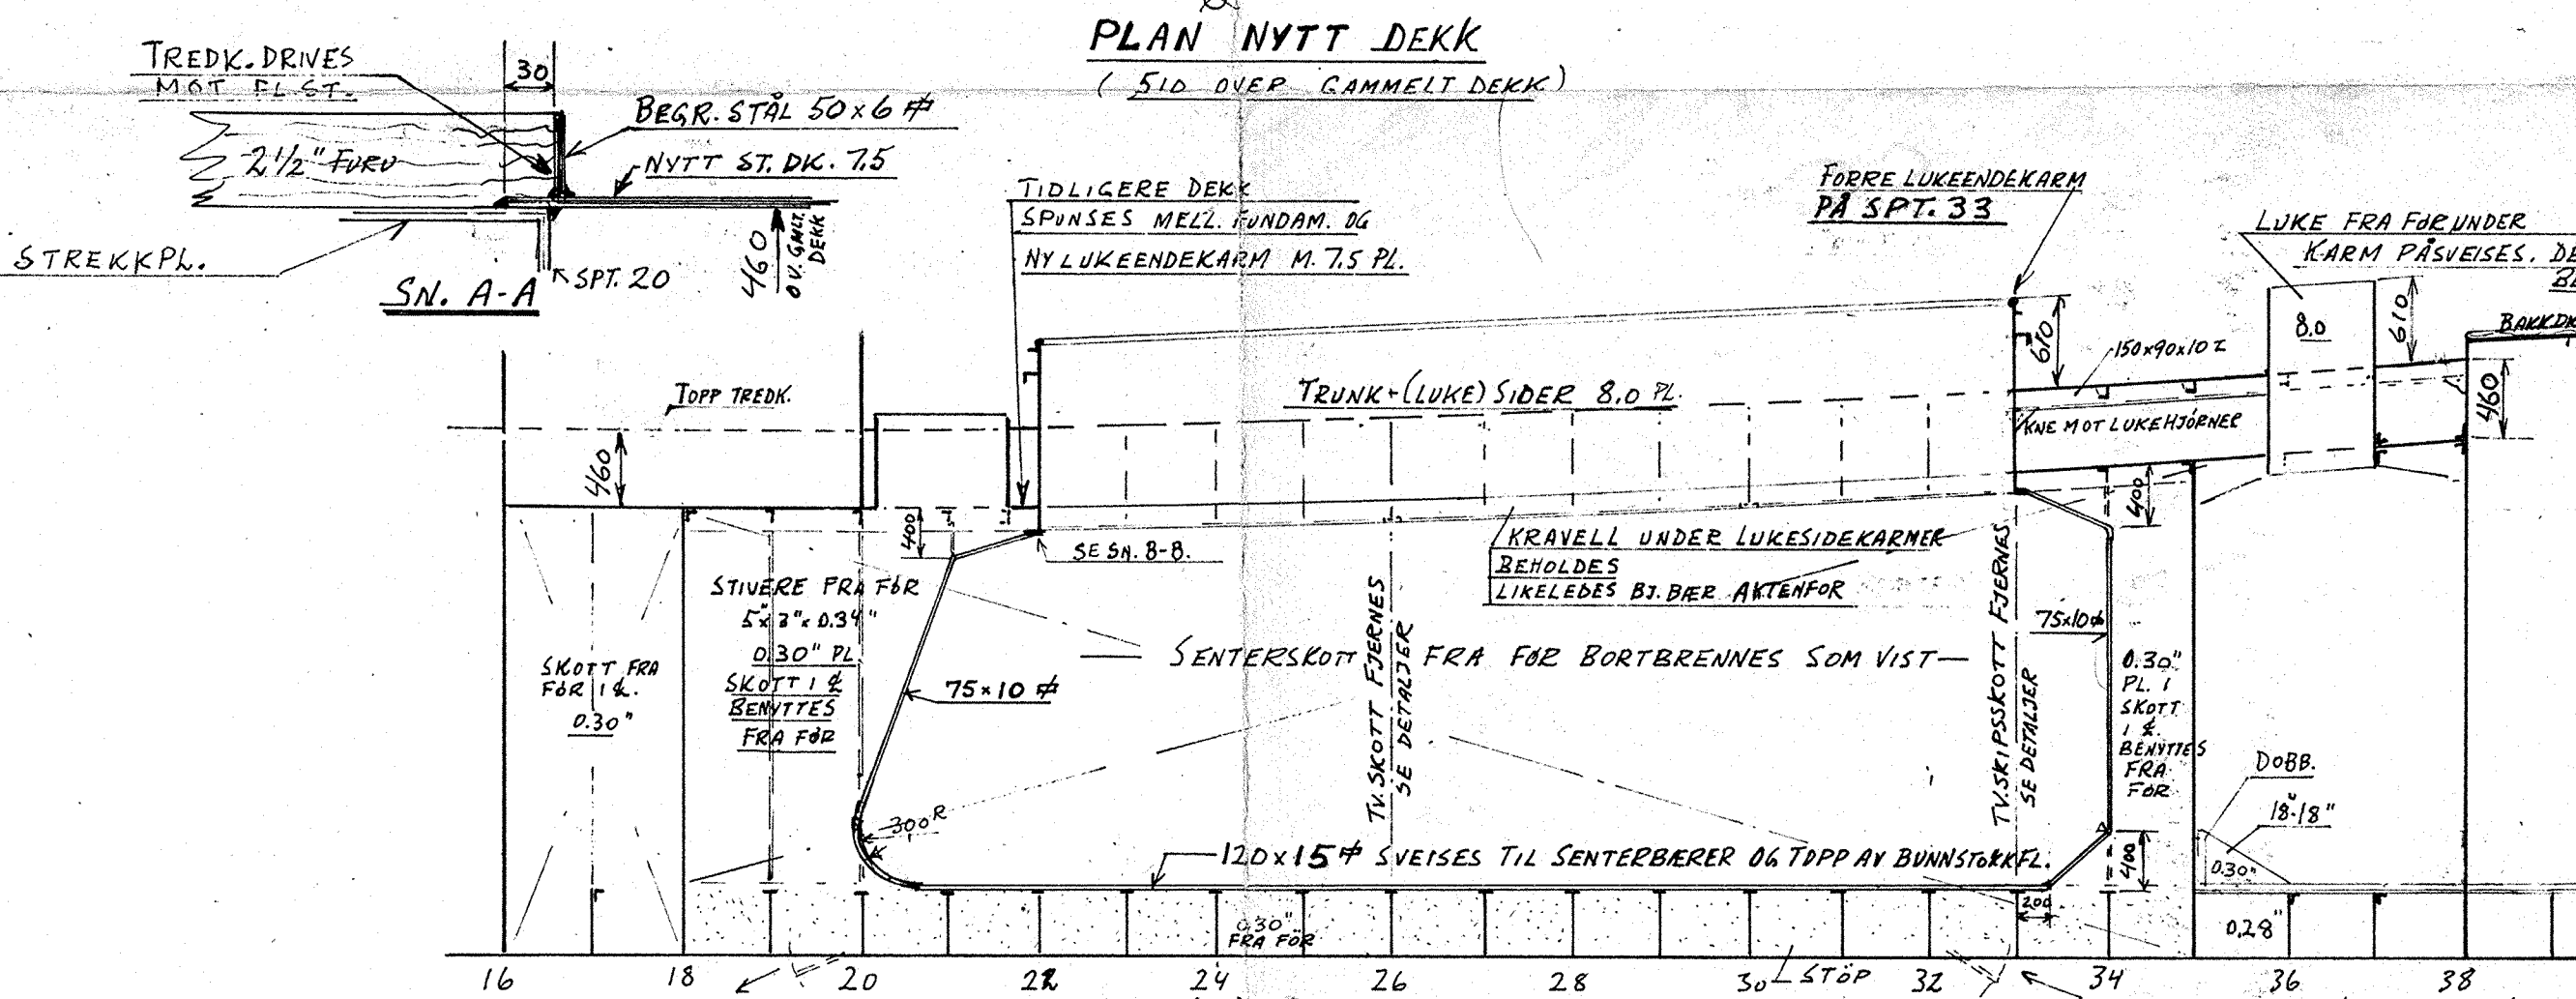 PLAN NYTT DEKK
( 510 OVER GAMMELT DEKK)
TREDK. DRIVES
MOT FL. ST.
30
BEGR. STÅL 50x6
2 1/2" FURU
NYTT ST. DK. 7.5
STREKKPL.
SPT. 20
SN. A-A
460
OV. GMLT.
DEKK
TIDLIGERE DEKK
SPUNSES MELL. FUNDAM. OG
NY LUKEENDEKARM M. 7.5 PL.
FORRE LUKEENDEKARM
PÅ SPT. 33
LUKE FRA FØR UNDER
KARM PÅSVEISES.
610
8.0
610
BAKKDK
150x90x10
460
TOPP TREDK.
TRUNK-(LUKE) SIDER 8.0 PL.
KNE MOT LUKEHJØRNER
460
400
SE SN. B-B.
400
KRAVELL UNDER LUKESIDEKARMER
BEHOLDES
LIKELEDES BJ. BÆR AKTENFOR
STIVERE FRA FØR
5"x3"x0.34"
0.30" PL
SKOTT I ℄
BENYTTES
FRA FØR
SKOTT FRA
FØR I ℄.
0.30"
75x10
SENTERSKOTT FRA FØR BORTBRENNES SOM VIST
TV.SKOTT FJERNES
SE DETALJER
TV.SKIPSSKOTT FJERNES
SE DETALJER
75x10
0.30"
PL. I
SKOTT
I ℄.
BENYTTES
FRA
FØR
DOBB.
18"-18"
0.30"
300 R
120x15 SVEISES TIL SENTERBÆRER OG TOPP AV BUNNSTOKKFL.
400
200
0.30"
FRA FØR
0,28"
16 18 20 22 24 26 28 30 STÖP 32 34 36 38